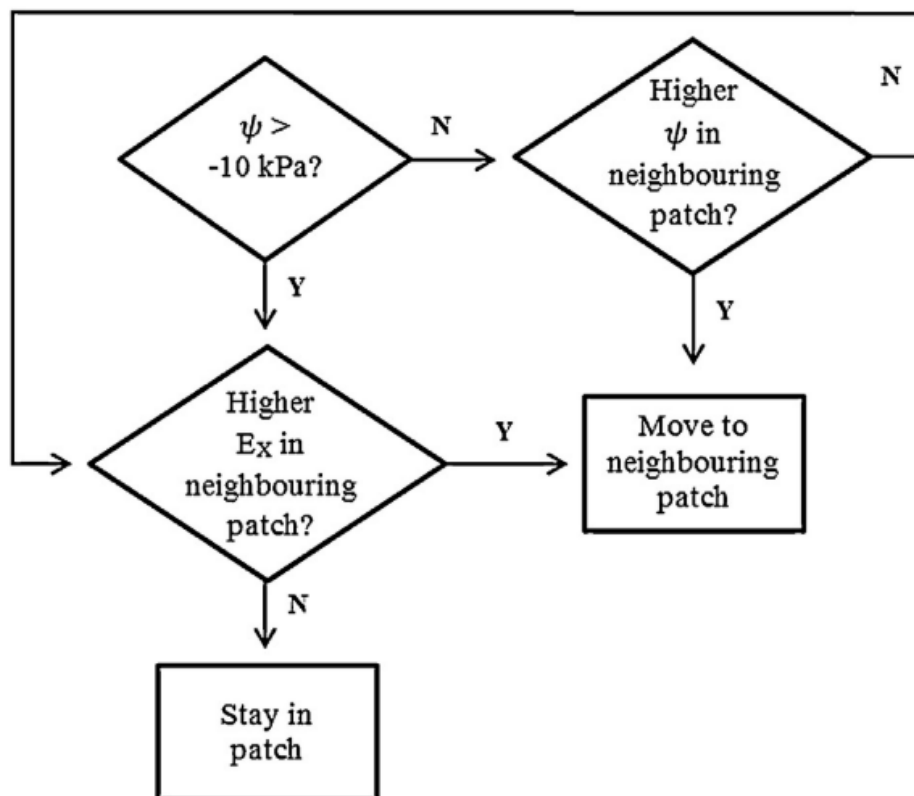 ψ >
-10 kPa?
N
Higher
ψ in
neighbouring
patch?
N
Y
Y
Higher
Ex in
neighbouring
patch?
Y
Move to
neighbouring
patch
N
Stay in
patch